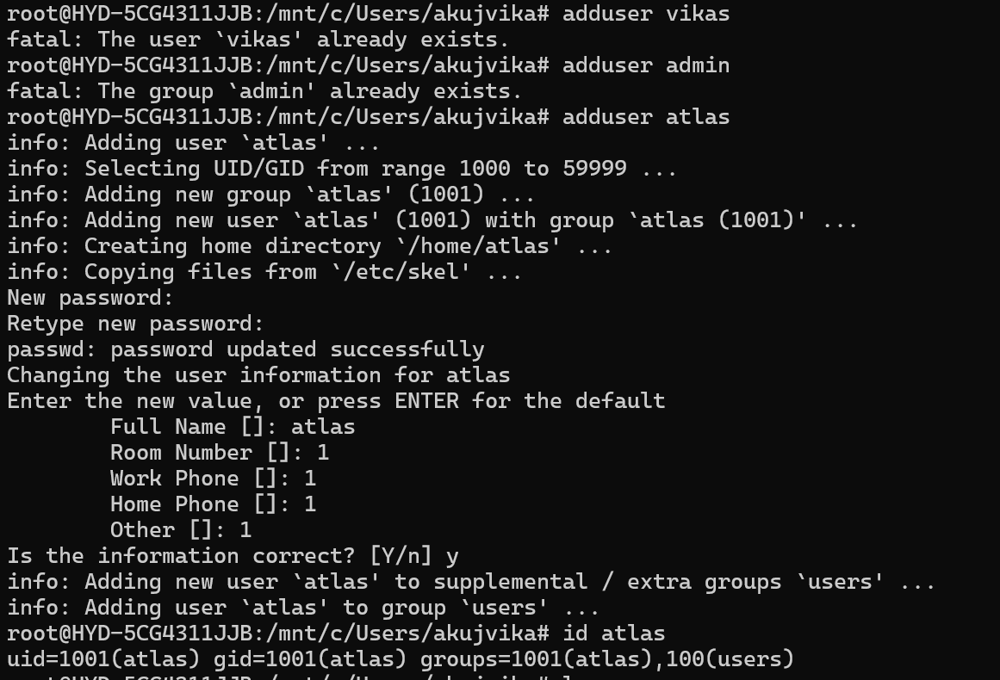 root@HYD-5CG4311JJB:/mnt/c/Users/akujvika# adduser vikas
fatal: The user `vikas' already exists.
root@HYD-5CG4311JJB:/mnt/c/Users/akujvika# adduser admin
fatal: The group `admin' already exists.
root@HYD-5CG4311JJB:/mnt/c/Users/akujvika# adduser atlas
info: Adding user `atlas' ...
info: Selecting UID/GID from range 1000 to 59999 ...
info: Adding new group `atlas' (1001) ...
info: Adding new user `atlas' (1001) with group `atlas (1001)' ...
info: Creating home directory `/home/atlas' ...
info: Copying files from `/etc/skel' ...
New password:
Retype new password:
passwd: password updated successfully
Changing the user information for atlas
Enter the new value, or press ENTER for the default
        Full Name []: atlas
        Room Number []: 1
        Work Phone []: 1
        Home Phone []: 1
        Other []: 1
Is the information correct? [Y/n] y
info: Adding new user `atlas' to supplemental / extra groups `users' ...
info: Adding user `atlas' to group `users' ...
root@HYD-5CG4311JJB:/mnt/c/Users/akujvika# id atlas
uid=1001(atlas) gid=1001(atlas) groups=1001(atlas),100(users)